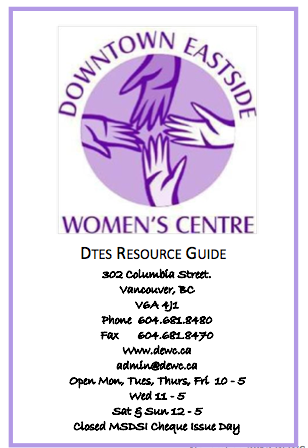 DOWNTOWN EASTSIDE
WOMEN'S CENTRE
DTES RESOURCE GUIDE
302 Columbia Street.
Vancouver, BC
V6A 4J1
Phone 604.681.8480
Fax 604.681.8470
Www.dewc.ca
admin@dewc.ca
Open Mon, Tues, Thurs, Fri 10 - 5
Wed 11 - 5
Sat & Sun 12 - 5
Closed MSDSI Cheque Issue Day